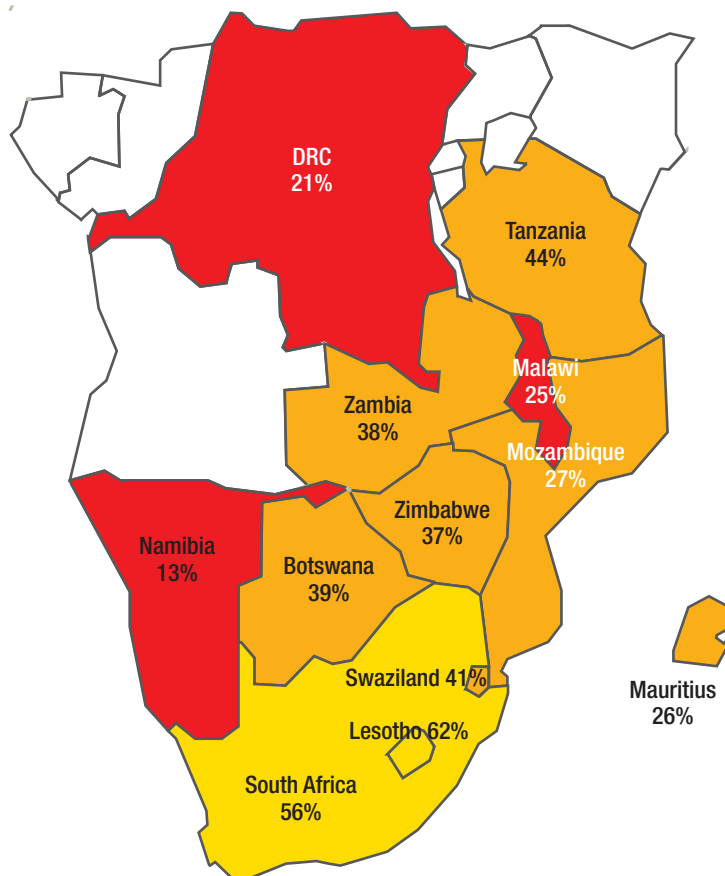 DRC
21%
Tanzania
44%
Malawi
25%
Zambia
38%
Mozambique
27%
Zimbabwe
37%
Namibia
13%
Botswana
39%
Swaziland 41%
Mauritius
26%
Lesotho 62%
South Africa
56%